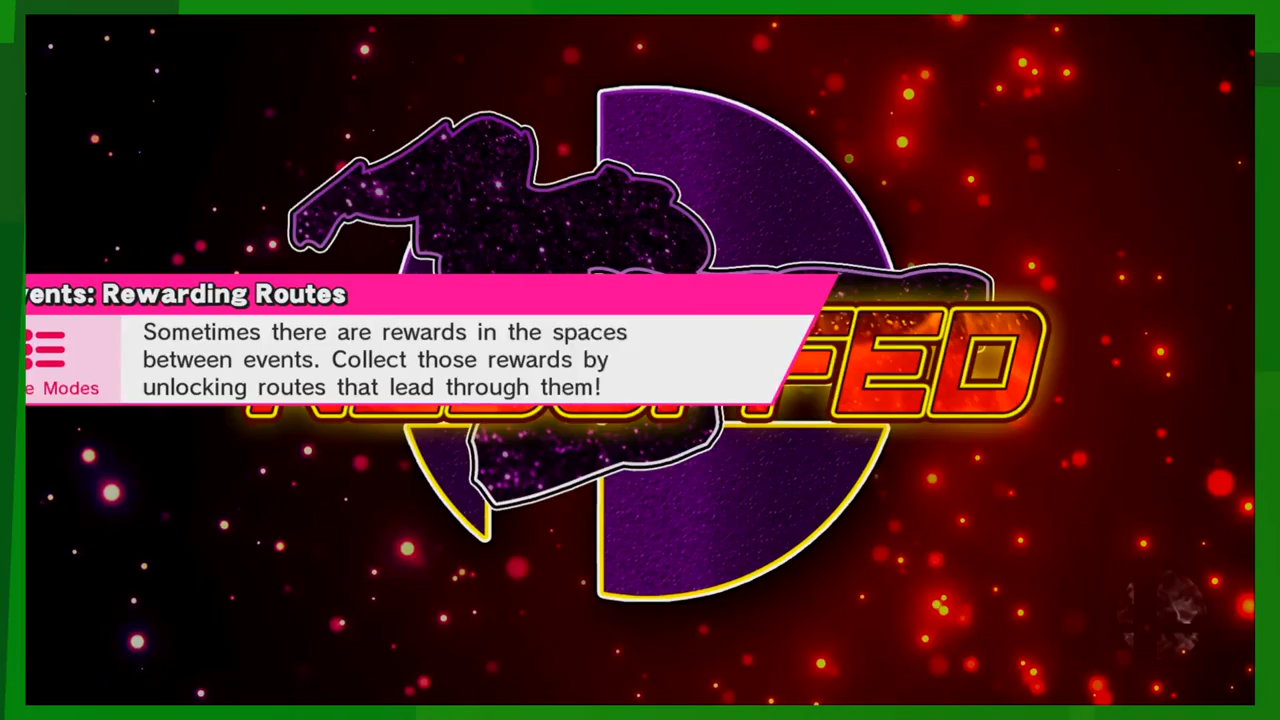 vents: Rewarding Routes
Sometimes there are rewards in the spaces
between events. Collect those rewards by
e Modes
unlocking routes that lead through them!
FED